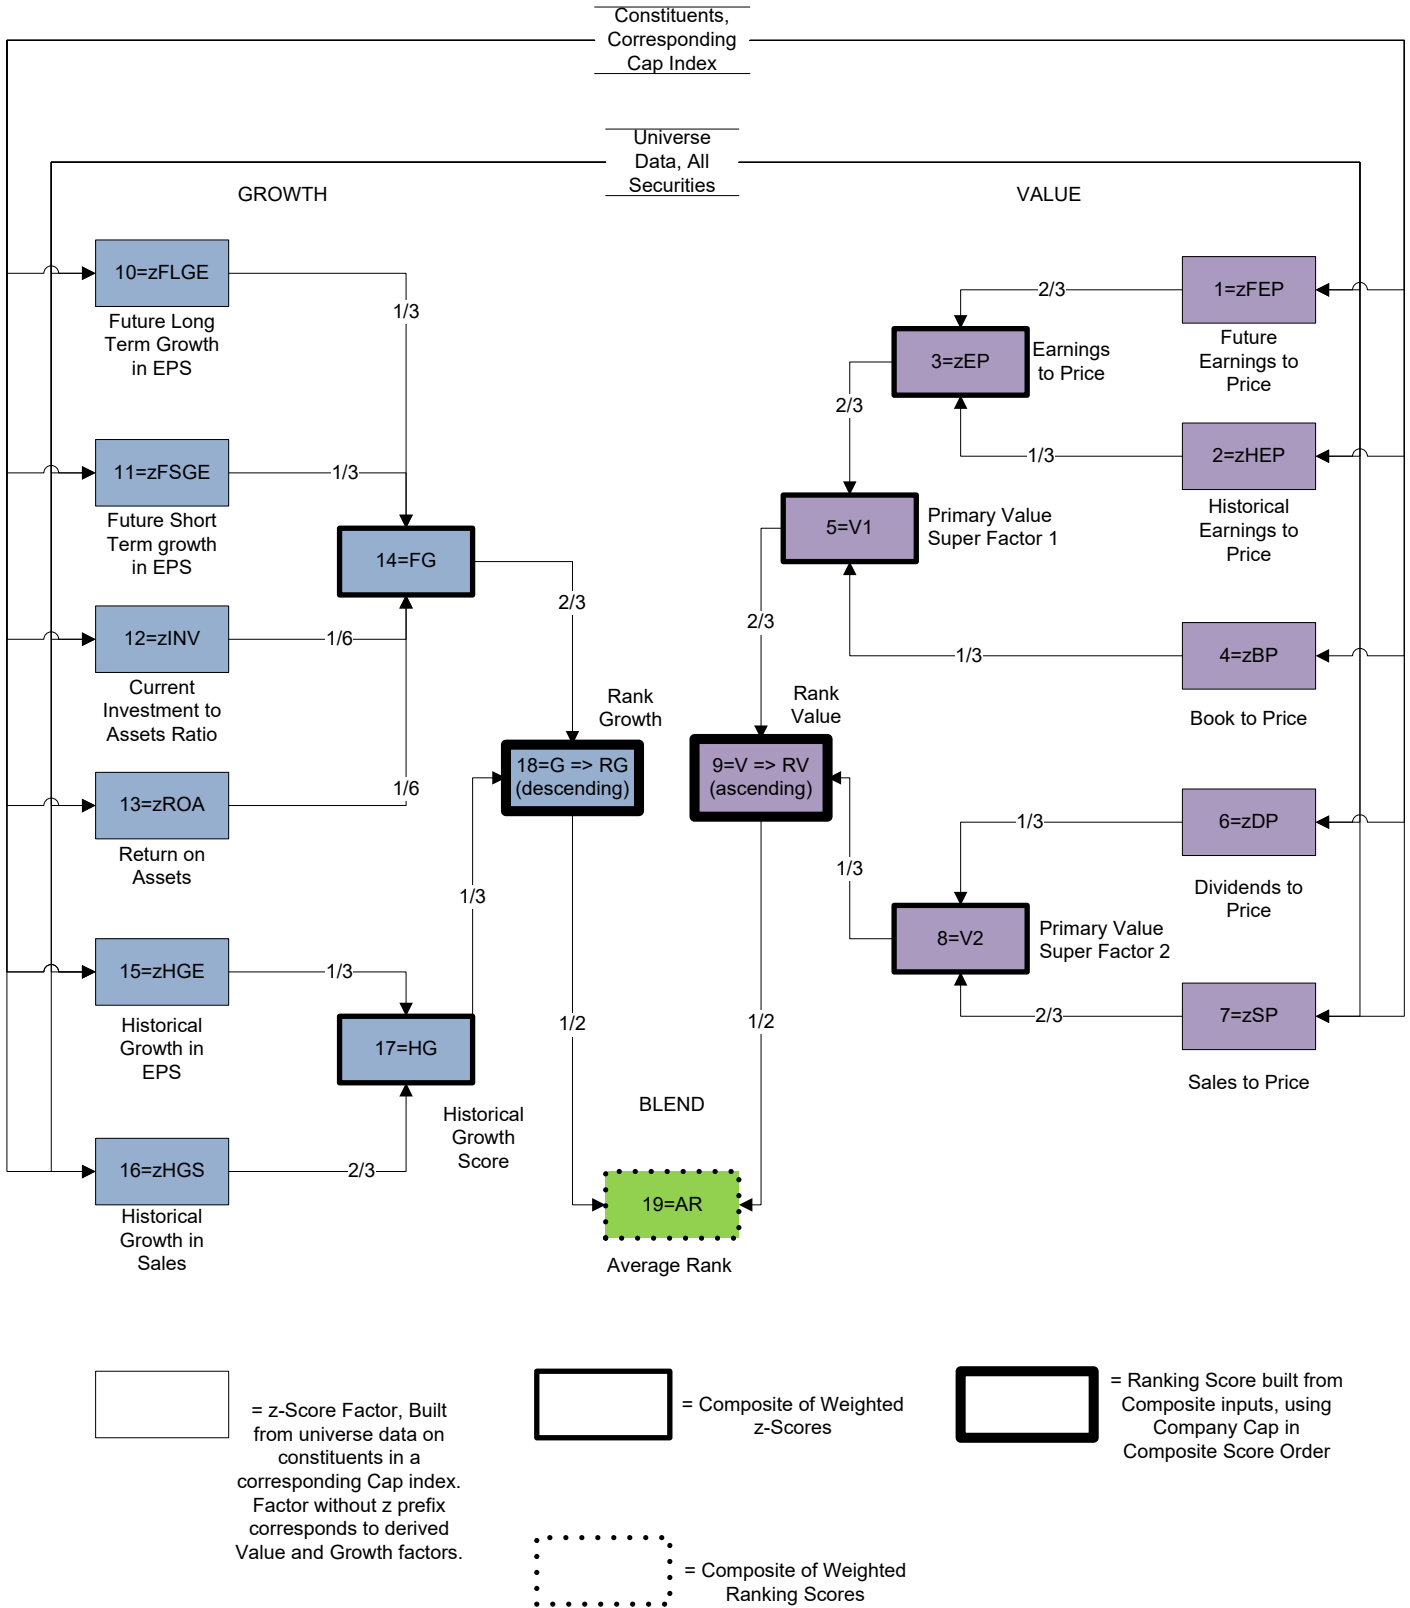 Constituents,
Corresponding
Cap Index
Universe
Data, All
Securities
GROWTH
VALUE
10=zFLGE
Future Long
Term Growth
in EPS
1/3
11=zFSGE
Future Short
Term growth
in EPS
1/3
14=FG
12=zINV
Current
Investment to
Assets Ratio
1/6
13=zROA
Return on
Assets
1/6
2/3
Rank
Growth
18=G => RG
(descending)
15=zHGE
Historical
Growth in
EPS
1/3
17=HG
Historical
Growth
Score
1/3
16=zHGS
Historical
Growth in
Sales
2/3
1/2
1=zFEP
Future
Earnings to
Price
2/3
3=zEP
Earnings
to Price
2=zHEP
Historical
Earnings to
Price
1/3
2/3
5=V1
Primary Value
Super Factor 1
4=zBP
Book to Price
1/3
2/3
Rank
Value
9=V => RV
(ascending)
6=zDP
Dividends to
Price
1/3
8=V2
Primary Value
Super Factor 2
1/3
7=zSP
Sales to Price
2/3
1/2
BLEND
19=AR
Average Rank
= z-Score Factor, Built
from universe data on
constituents in a
corresponding Cap index.
Factor without z prefix
corresponds to derived
Value and Growth factors.
= Composite of Weighted
z-Scores
= Ranking Score built from
Composite inputs, using
Company Cap in
Composite Score Order
= Composite of Weighted
Ranking Scores